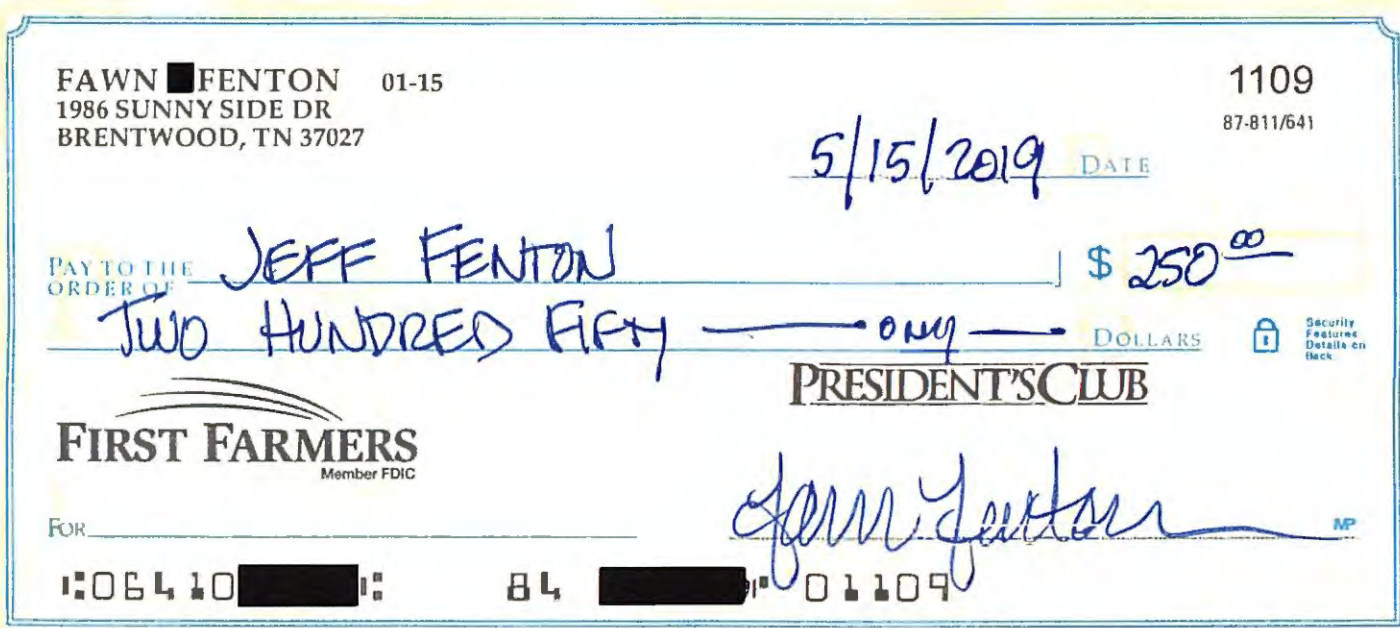 FAWN FENTON 01-15
1109
1986 SUNNY SIDE DR
87-811/641
BRENTWOOD, TN 37027
5/15/2019 DATE
PAY TO THE ORDER OF JEFF FENTON $ 250 00
TWO HUNDRED FIFTY ONLY DOLLARS
Security Features Details on Back
PRESIDENT'S CLUB
FIRST FARMERS
Member FDIC
Fawn Fenton
FOR
MP
⑆06410 ⑆ 84 ⑈ 01109